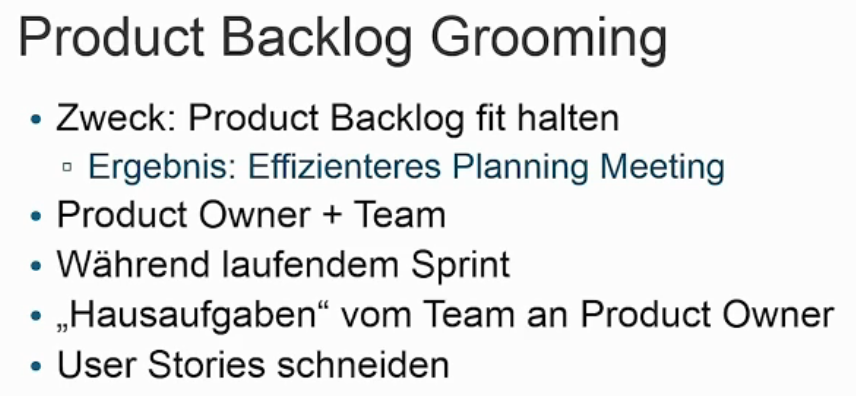 Product Backlog Grooming
• Zweck: Product Backlog fit halten
▫ Ergebnis: Effizienteres Planning Meeting
• Product Owner + Team
• Während laufendem Sprint
• „Hausaufgaben“ vom Team an Product Owner
• User Stories schneiden